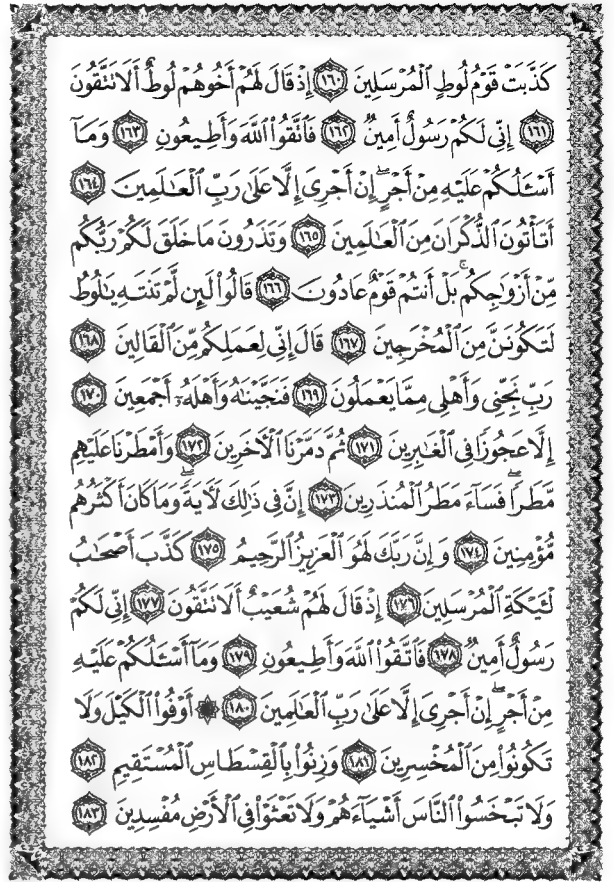 كَذَّبَتْ قَوْمُ لُوطٍ ٱلْمُرْسَلِينَ ١٦٠ إِذْ قَالَ لَهُمْ أَخُوهُمْ لُوطٌ أَلَا تَتَّقُونَ
١٦١ إِنِّى لَكُمْ رَسُولٌ أَمِينٌ ١٦٢ فَٱتَّقُوا۟ ٱللَّهَ وَأَطِيعُونِ ١٦٣ وَمَآ
أَسْـَٔلُكُمْ عَلَيْهِ مِنْ أَجْرٍ ۖ إِنْ أَجْرِىَ إِلَّا عَلَىٰ رَبِّ ٱلْعَـٰلَمِينَ ١٦٤
أَتَأْتُونَ ٱلذُّكْرَانَ مِنَ ٱلْعَـٰلَمِينَ ١٦٥ وَتَذَرُونَ مَا خَلَقَ لَكُمْ رَبُّكُم
مِّنْ أَزْوَٰجِكُم ۚ بَلْ أَنتُمْ قَوْمٌ عَادُونَ ١٦٦ قَالُوا۟ لَئِن لَّمْ تَنتَهِ يَـٰلُوطُ
لَتَكُونَنَّ مِنَ ٱلْمُخْرَجِينَ ١٦٧ قَالَ إِنِّى لِعَمَلِكُم مِّنَ ٱلْقَالِينَ ١٦٨
رَبِّ نَجِّنِى وَأَهْلِى مِمَّا يَعْمَلُونَ ١٦٩ فَنَجَّيْنَـٰهُ وَأَهْلَهُۥٓ أَجْمَعِينَ ١٧٠
إِلَّا عَجُوزًا فِى ٱلْغَـٰبِرِينَ ١٧١ ثُمَّ دَمَّرْنَا ٱلْـَٔاخَرِينَ ١٧٢ وَأَمْطَرْنَا عَلَيْهِم
مَّطَرًا ۖ فَسَآءَ مَطَرُ ٱلْمُنذَرِينَ ١٧٣ إِنَّ فِى ذَٰلِكَ لَـَٔايَةً ۖ وَمَا كَانَ أَكْثَرُهُم
مُّؤْمِنِينَ ١٧٤ وَإِنَّ رَبَّكَ لَهُوَ ٱلْعَزِيزُ ٱلرَّحِيمُ ١٧٥ كَذَّبَ أَصْحَـٰبُ
لْـَٔيْكَةِ ٱلْمُرْسَلِينَ ١٧٦ إِذْ قَالَ لَهُمْ شُعَيْبٌ أَلَا تَتَّقُونَ ١٧٧ إِنِّى لَكُمْ
رَسُولٌ أَمِينٌ ١٧٨ فَٱتَّقُوا۟ ٱللَّهَ وَأَطِيعُونِ ١٧٩ وَمَآ أَسْـَٔلُكُمْ عَلَيْهِ
مِنْ أَجْرٍ ۖ إِنْ أَجْرِىَ إِلَّا عَلَىٰ رَبِّ ٱلْعَـٰلَمِينَ ١٨٠ ۞ أَوْفُوا۟ ٱلْكَيْلَ وَلَا
تَكُونُوا۟ مِنَ ٱلْمُخْسِرِينَ ١٨١ وَزِنُوا۟ بِٱلْقِسْطَاسِ ٱلْمُسْتَقِيمِ ١٨٢
وَلَا تَبْخَسُوا۟ ٱلنَّاسَ أَشْيَآءَهُمْ وَلَا تَعْثَوْا۟ فِى ٱلْأَرْضِ مُفْسِدِينَ ١٨٣